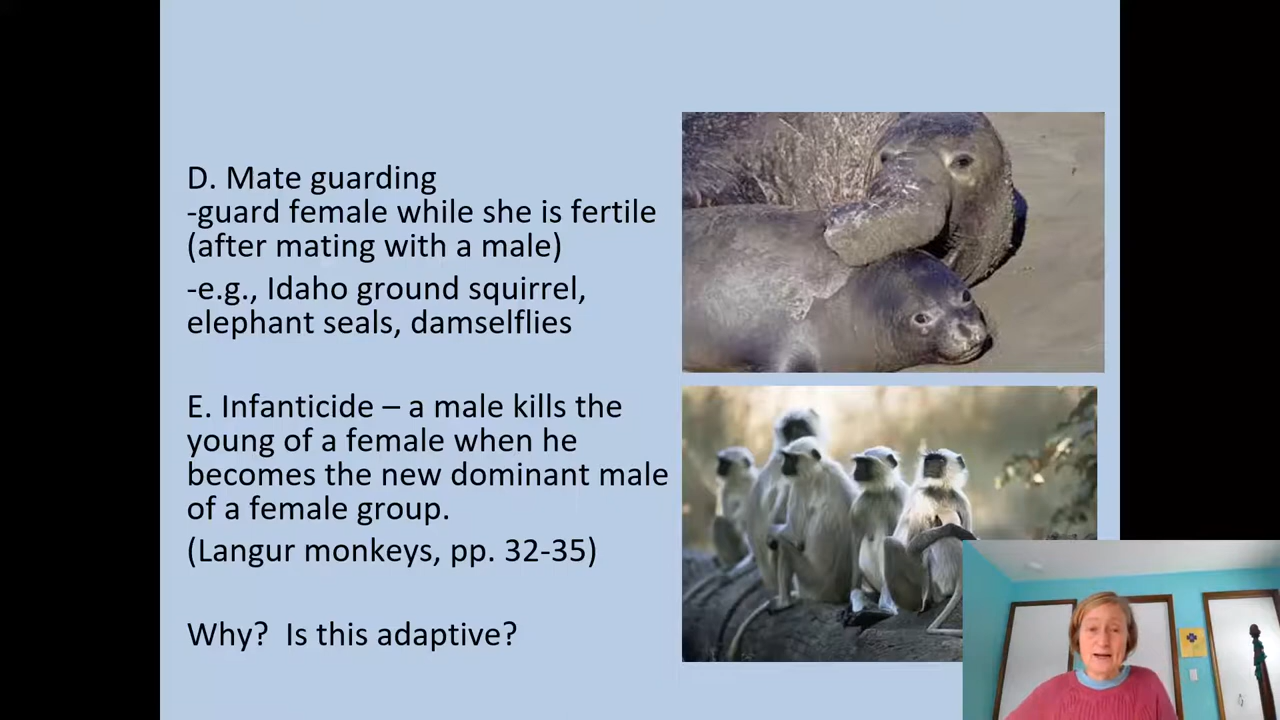 D. Mate guarding
-guard female while she is fertile
(after mating with a male)
-e.g., Idaho ground squirrel,
elephant seals, damselflies
E. Infanticide – a male kills the
young of a female when he
becomes the new dominant male
of a female group.
(Langur monkeys, pp. 32-35)
Why?  Is this adaptive?